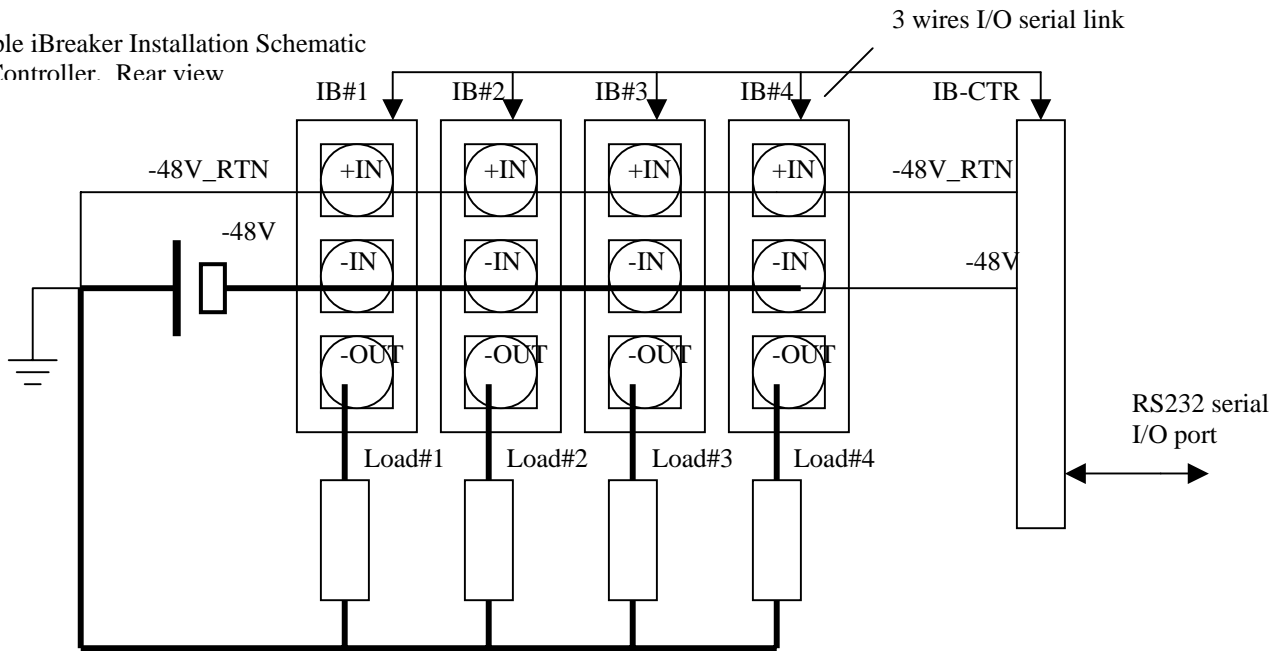 3 wires I/O serial link
ple iBreaker Installation Schematic
Controller. Rear view
IB#1 IB#2 IB#3 IB#4 IB-CTR
-48V_RTN +IN +IN +IN +IN -48V_RTN
-48V
-IN -IN -IN -IN -48V
-OUT -OUT -OUT -OUT
RS232 serial
I/O port
Load#1 Load#2 Load#3 Load#4